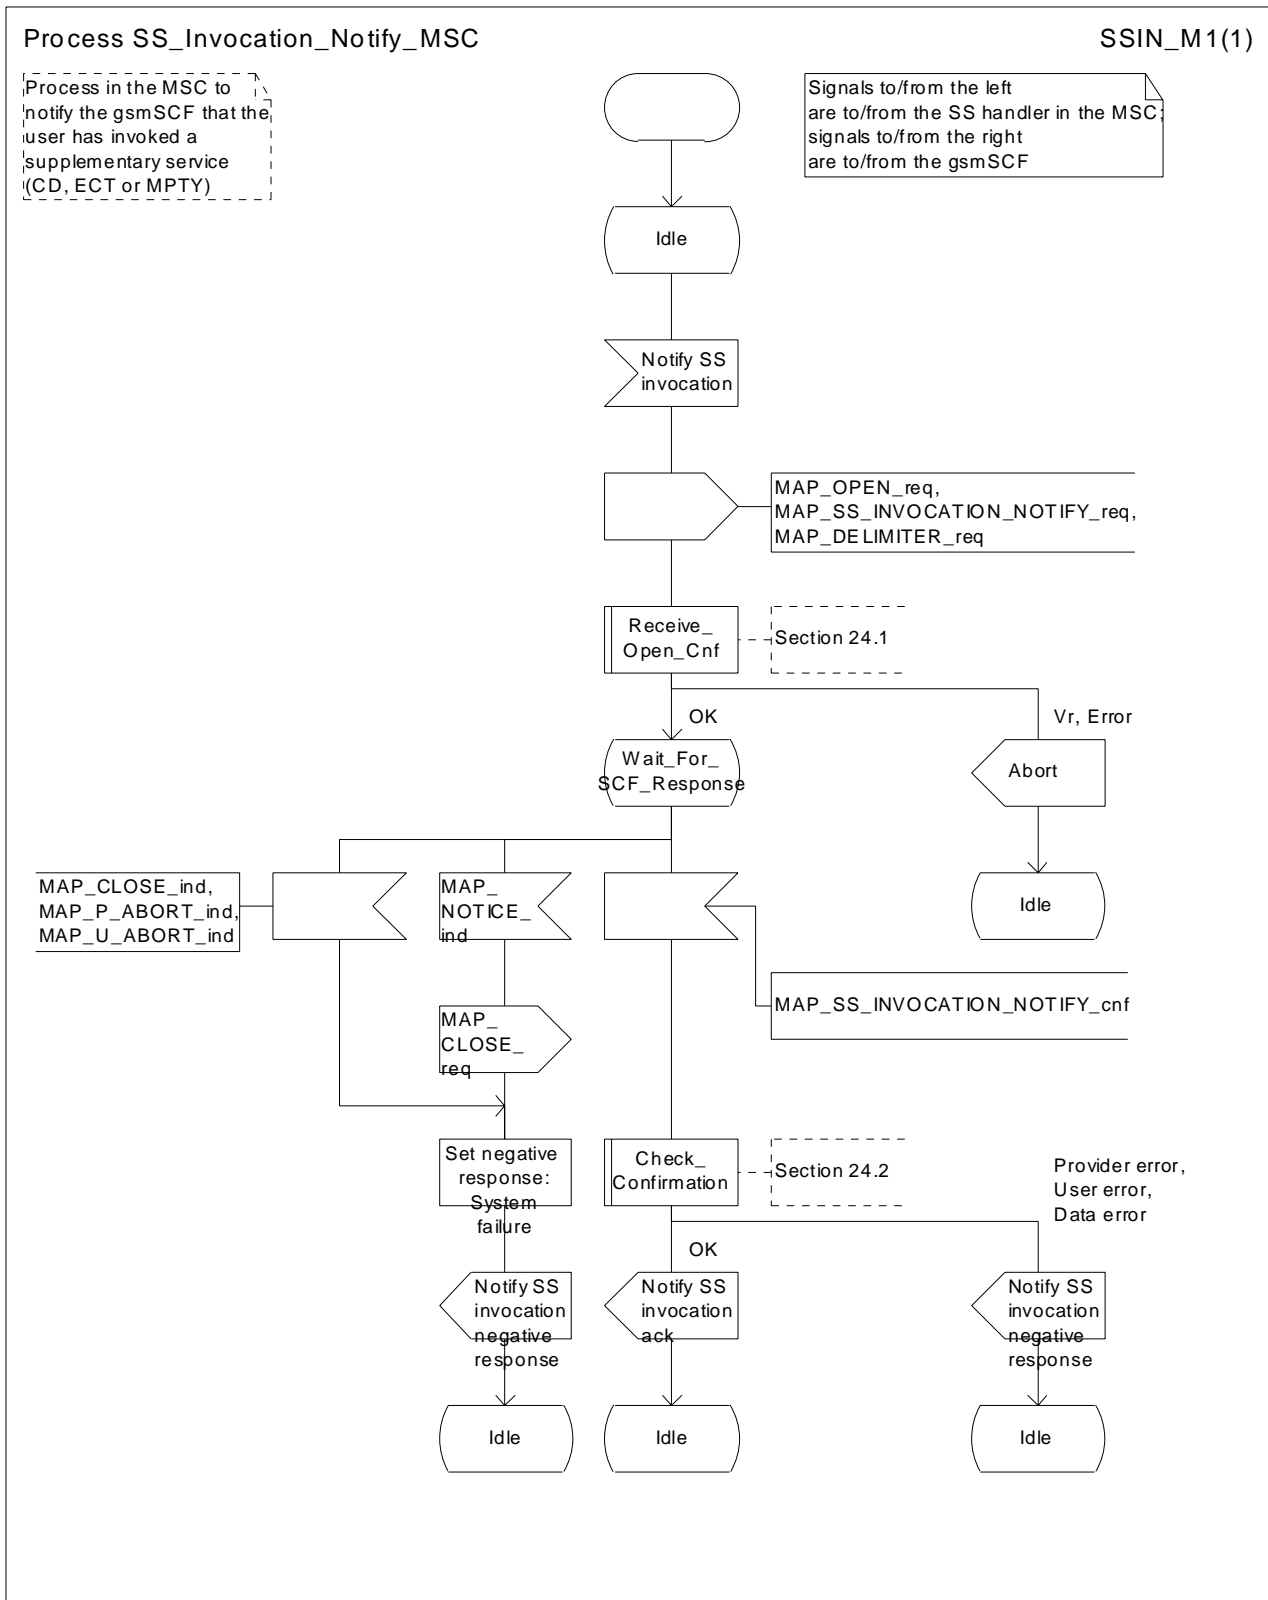 Process SS_Invocation_Notify_MSC
SSIN_M1(1)
Process in the MSC to
notify the gsmSCF that the
user has invoked a
supplementary service
(CD, ECT or MPTY)
Signals to/from the left
are to/from the SS handler in the MSC;
signals to/from the right
are to/from the gsmSCF
Idle
Notify SS
invocation
MAP_OPEN_req,
MAP_SS_INVOCATION_NOTIFY_req,
MAP_DELIMITER_req
Receive_
Open_Cnf
Section 24.1
OK
Vr, Error
Wait_For_
SCF_Response
Abort
MAP_CLOSE_ind,
MAP_P_ABORT_ind,
MAP_U_ABORT_ind
MAP_
NOTICE_
ind
Idle
MAP_SS_INVOCATION_NOTIFY_cnf
MAP_
CLOSE_
req
Set negative
response:
System
failure
Check_
Confirmation
Section 24.2
Provider error,
User error,
Data error
OK
Notify SS
invocation
negative
response
Notify SS
invocation
ack
Notify SS
invocation
negative
response
Idle
Idle
Idle